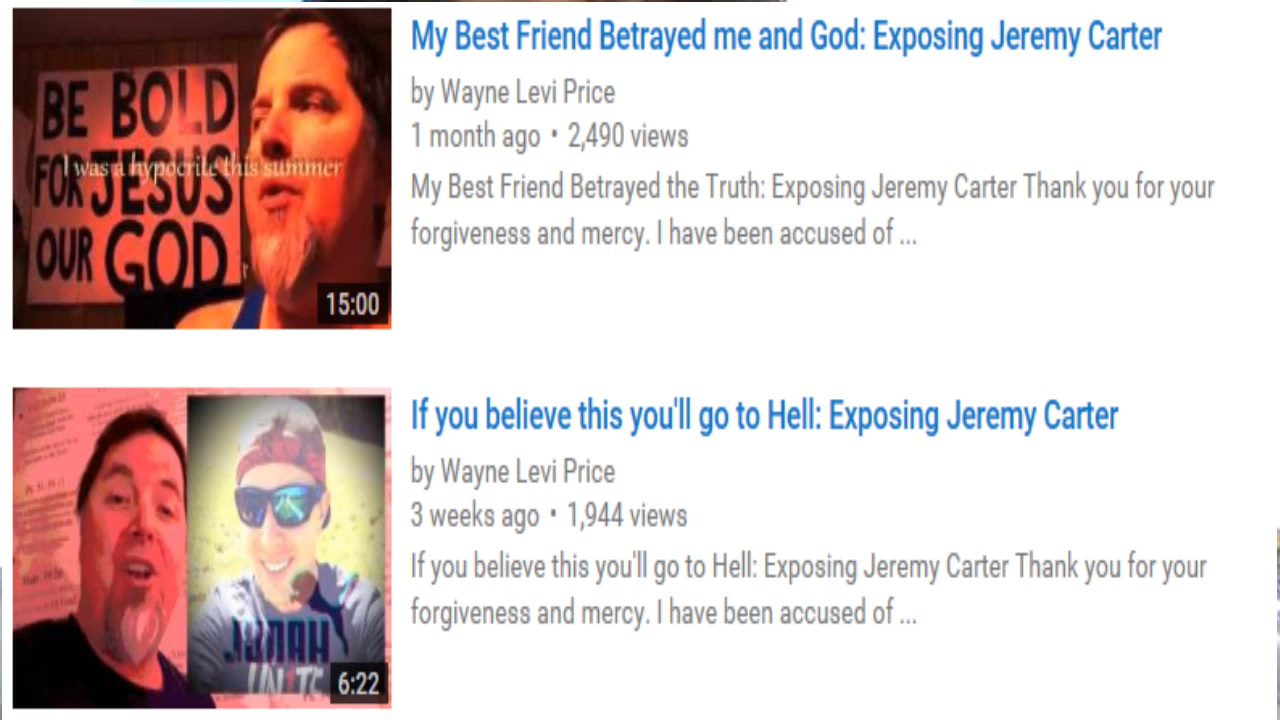 BE BOLD
FOR JESUS
OUR GOD
I was a hypocrite this summer
15:00
My Best Friend Betrayed me and God: Exposing Jeremy Carter
by Wayne Levi Price
1 month ago • 2,490 views
My Best Friend Betrayed the Truth: Exposing Jeremy Carter Thank you for your
forgiveness and mercy. I have been accused of ...
JUDAH
6:22
If you believe this you'll go to Hell: Exposing Jeremy Carter
by Wayne Levi Price
3 weeks ago • 1,944 views
If you believe this you'll go to Hell: Exposing Jeremy Carter Thank you for your
forgiveness and mercy. I have been accused of ...